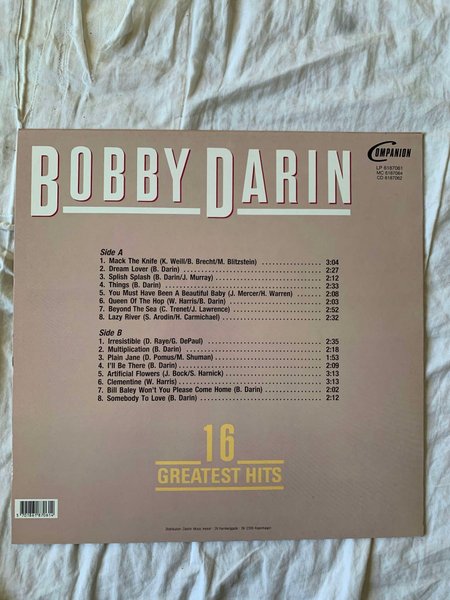 COMPANION
LP 6187061
MC 6187064
CD 6187062
BOBBY DARIN
Side A
1. Mack The Knife (K. Weill/B. Brecht/M. Blitzstein) 3:04
2. Dream Lover (B. Darin) 2:27
3. Splish Splash (B. Darin/J. Murray) 2:12
4. Things (B. Darin) 2:33
5. You Must Have Been A Beautiful Baby (J. Mercer/H. Warren) 2:08
6. Queen Of The Hop (W. Harris/B. Darin) 2:03
7. Beyond The Sea (C. Trenet/J. Lawrence) 2:52
8. Lazy River (S. Arodin/H. Carmichael) 2:32
Side B
1. Irresistible (D. Raye/G. DePaul) 2:35
2. Multiplication (B. Darin) 2:18
3. Plain Jane (D. Pomus/M. Shuman) 1:53
4. I'll Be There (B. Darin) 2:09
5. Artificial Flowers (J. Bock/S. Harnick) 3:13
6. Clementine (W. Harris) 3:13
7. Bill Baley Won't You Please Come Home (B. Darin) 2:02
8. Somebody To Love (B. Darin) 2:12
16
GREATEST HITS
5 701841 870614